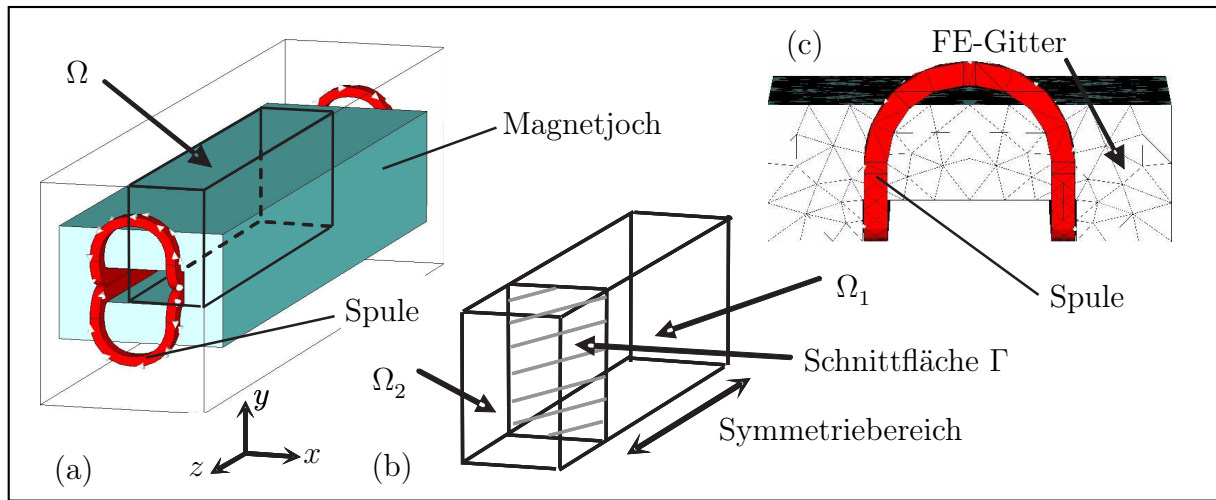 (a)
Ω
Magnetjoch
Spule
y
x
z
(b)
Ω₁
Ω₂
Schnittfläche Γ
Symmetriebereich
(c)
FE-Gitter
Spule